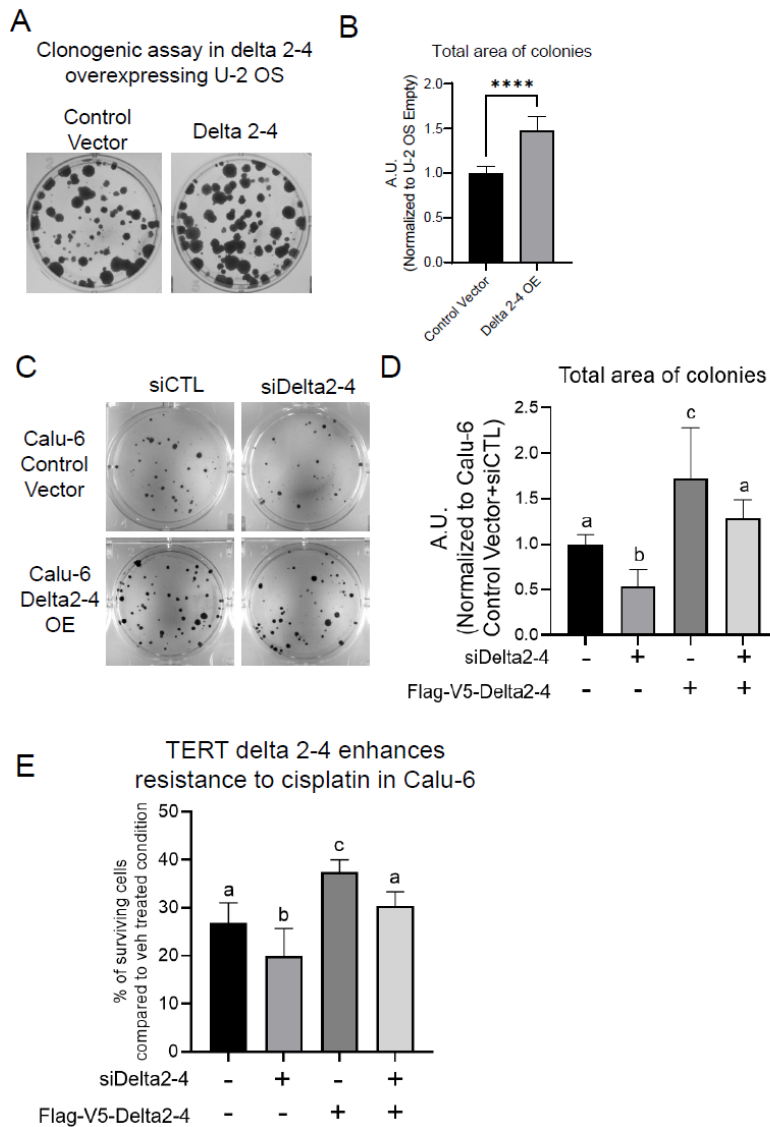 A
Clonogenic assay in delta 2-4
overexpressing U-2 OS
Control
Vector
Delta 2-4
B
Total area of colonies
A.U.
(Normalized to U-2 OS Empty)
2.0
1.5
1.0
0.5
0.0
****
Control Vector
Delta 2-4 OE
C
siCTL
siDelta2-4
Calu-6
Control
Vector
Calu-6
Delta2-4
OE
D
Total area of colonies
A.U.
(Normalized to Calu-6
Control Vector+siCTL)
2.5
2.0
1.5
1.0
0.5
0.0
a
b
c
a
siDelta2-4 - + - +
Flag-V5-Delta2-4 - - + +
E
TERT delta 2-4 enhances
resistance to cisplatin in Calu-6
% of surviving cells
compared to veh treated condition
50
40
30
20
10
0
a
b
c
a
siDelta2-4 - + - +
Flag-V5-Delta2-4 - - + +